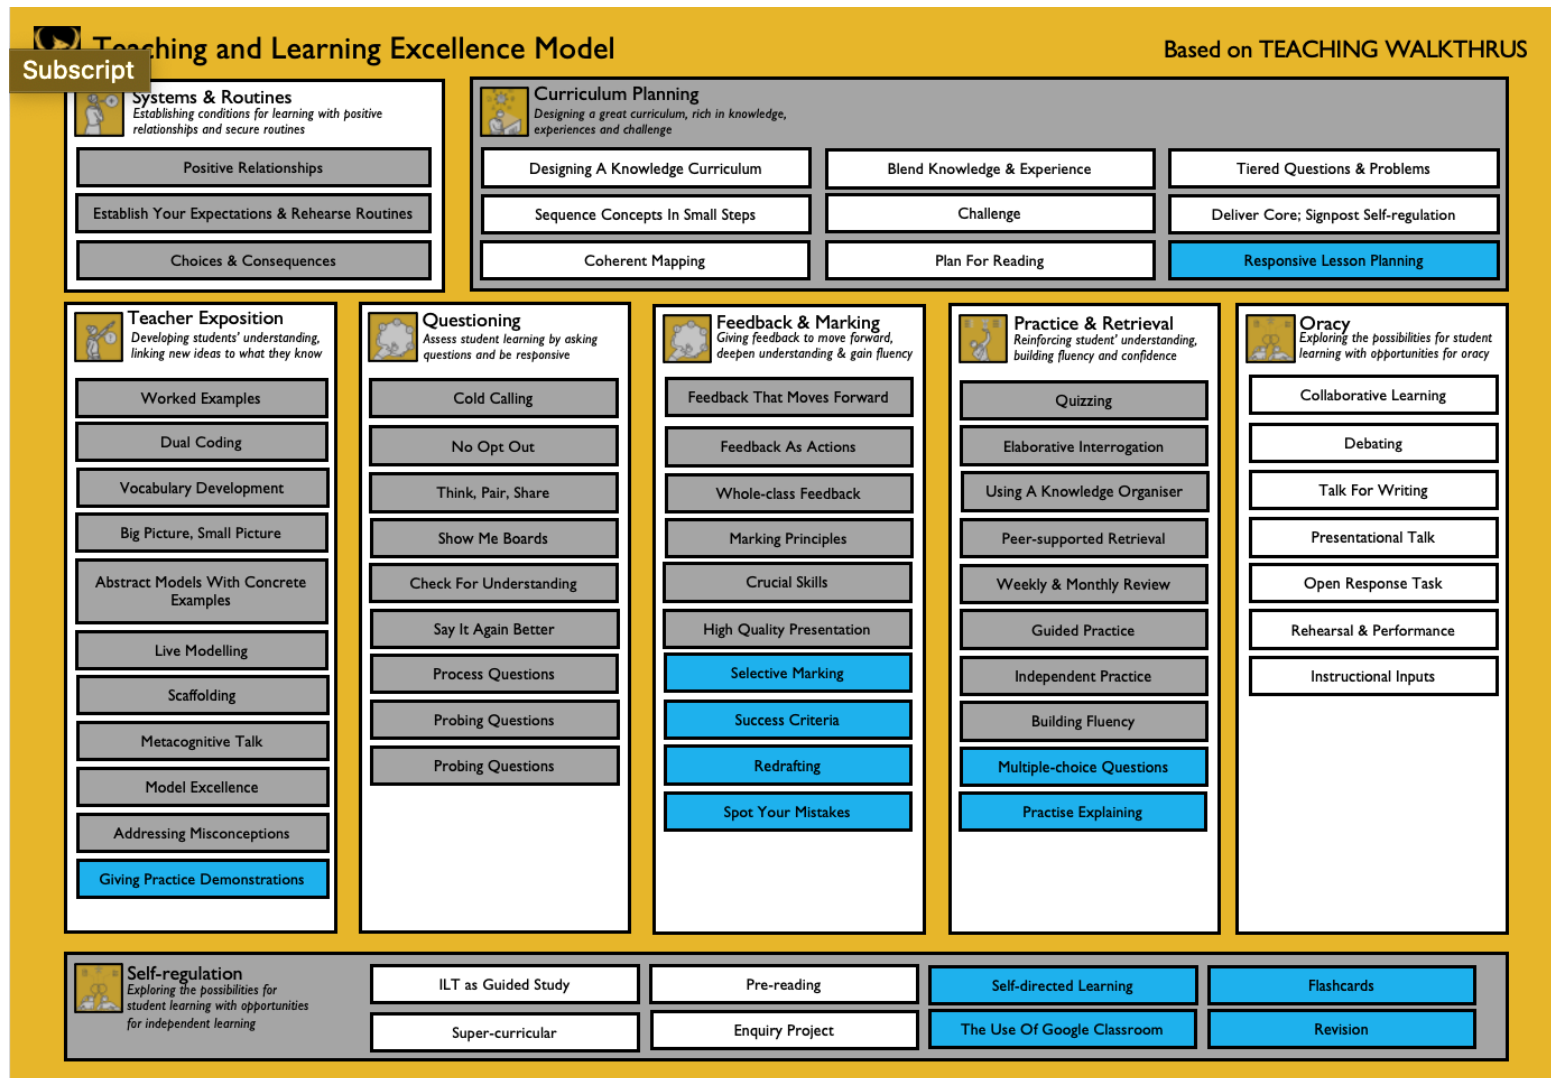 Teaching and Learning Excellence Model
Based on TEACHING WALKTHRUS
Subscript
Systems & Routines
Establishing conditions for learning with positive
relationships and secure routines
Positive Relationships
Establish Your Expectations & Rehearse Routines
Choices & Consequences
Curriculum Planning
Designing a great curriculum, rich in knowledge,
experiences and challenge
Designing A Knowledge Curriculum
Blend Knowledge & Experience
Tiered Questions & Problems
Sequence Concepts In Small Steps
Challenge
Deliver Core; Signpost Self-regulation
Coherent Mapping
Plan For Reading
Responsive Lesson Planning
Teacher Exposition
Developing students' understanding,
linking new ideas to what they know
Worked Examples
Dual Coding
Vocabulary Development
Big Picture, Small Picture
Abstract Models With Concrete
Examples
Live Modelling
Scaffolding
Metacognitive Talk
Model Excellence
Addressing Misconceptions
Giving Practice Demonstrations
Questioning
Assess student learning by asking
questions and be responsive
Cold Calling
No Opt Out
Think, Pair, Share
Show Me Boards
Check For Understanding
Say It Again Better
Process Questions
Probing Questions
Probing Questions
Feedback & Marking
Giving feedback to move forward,
deepen understanding & gain fluency
Feedback That Moves Forward
Feedback As Actions
Whole-class Feedback
Marking Principles
Crucial Skills
High Quality Presentation
Selective Marking
Success Criteria
Redrafting
Spot Your Mistakes
Practice & Retrieval
Reinforcing student' understanding,
building fluency and confidence
Quizzing
Elaborative Interrogation
Using A Knowledge Organiser
Peer-supported Retrieval
Weekly & Monthly Review
Guided Practice
Independent Practice
Building Fluency
Multiple-choice Questions
Practise Explaining
Oracy
Exploring the possibilities for student
learning with opportunities for oracy
Collaborative Learning
Debating
Talk For Writing
Presentational Talk
Open Response Task
Rehearsal & Performance
Instructional Inputs
Self-regulation
Exploring the possibilities for
student learning with opportunities
for independent learning
ILT as Guided Study
Pre-reading
Self-directed Learning
Flashcards
Super-curricular
Enquiry Project
The Use Of Google Classroom
Revision